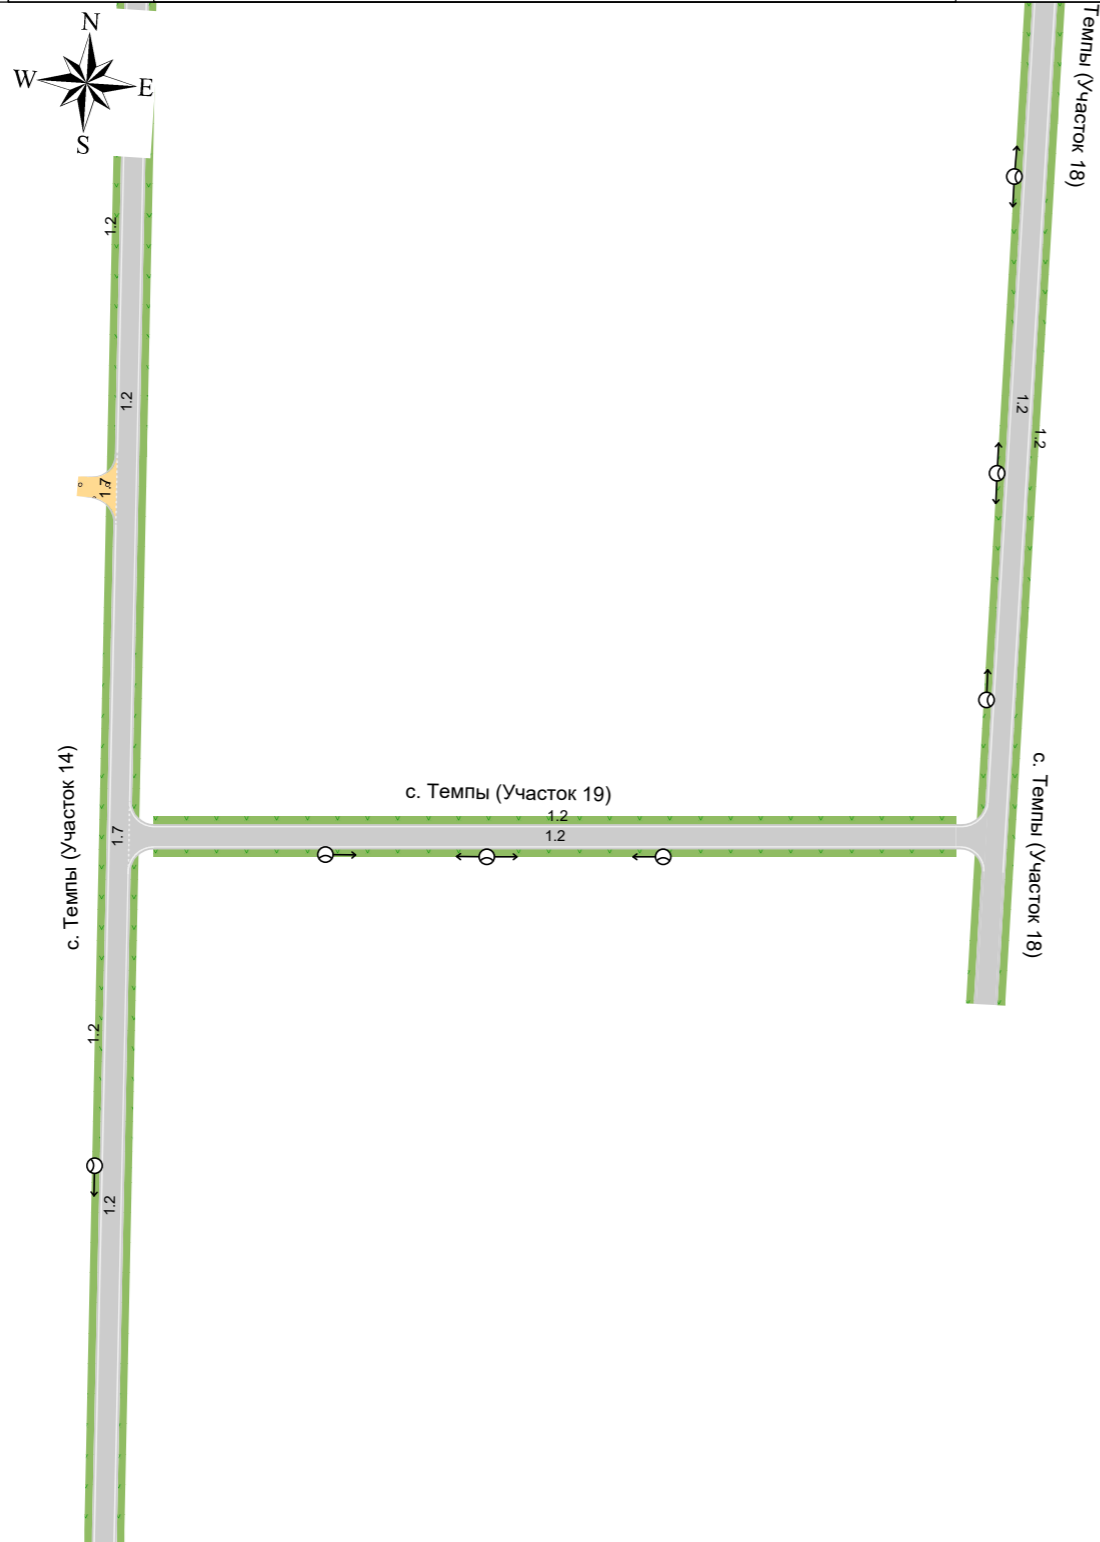 N
W
E
S
Темпы (Участок 18)
1.2
1.2
1.2
1.2
1.7
с. Темпы (Участок 14)
с. Темпы (Участок 19)
с. Темпы (Участок 18)
1.2
1.2
1.7
1.2
1.2